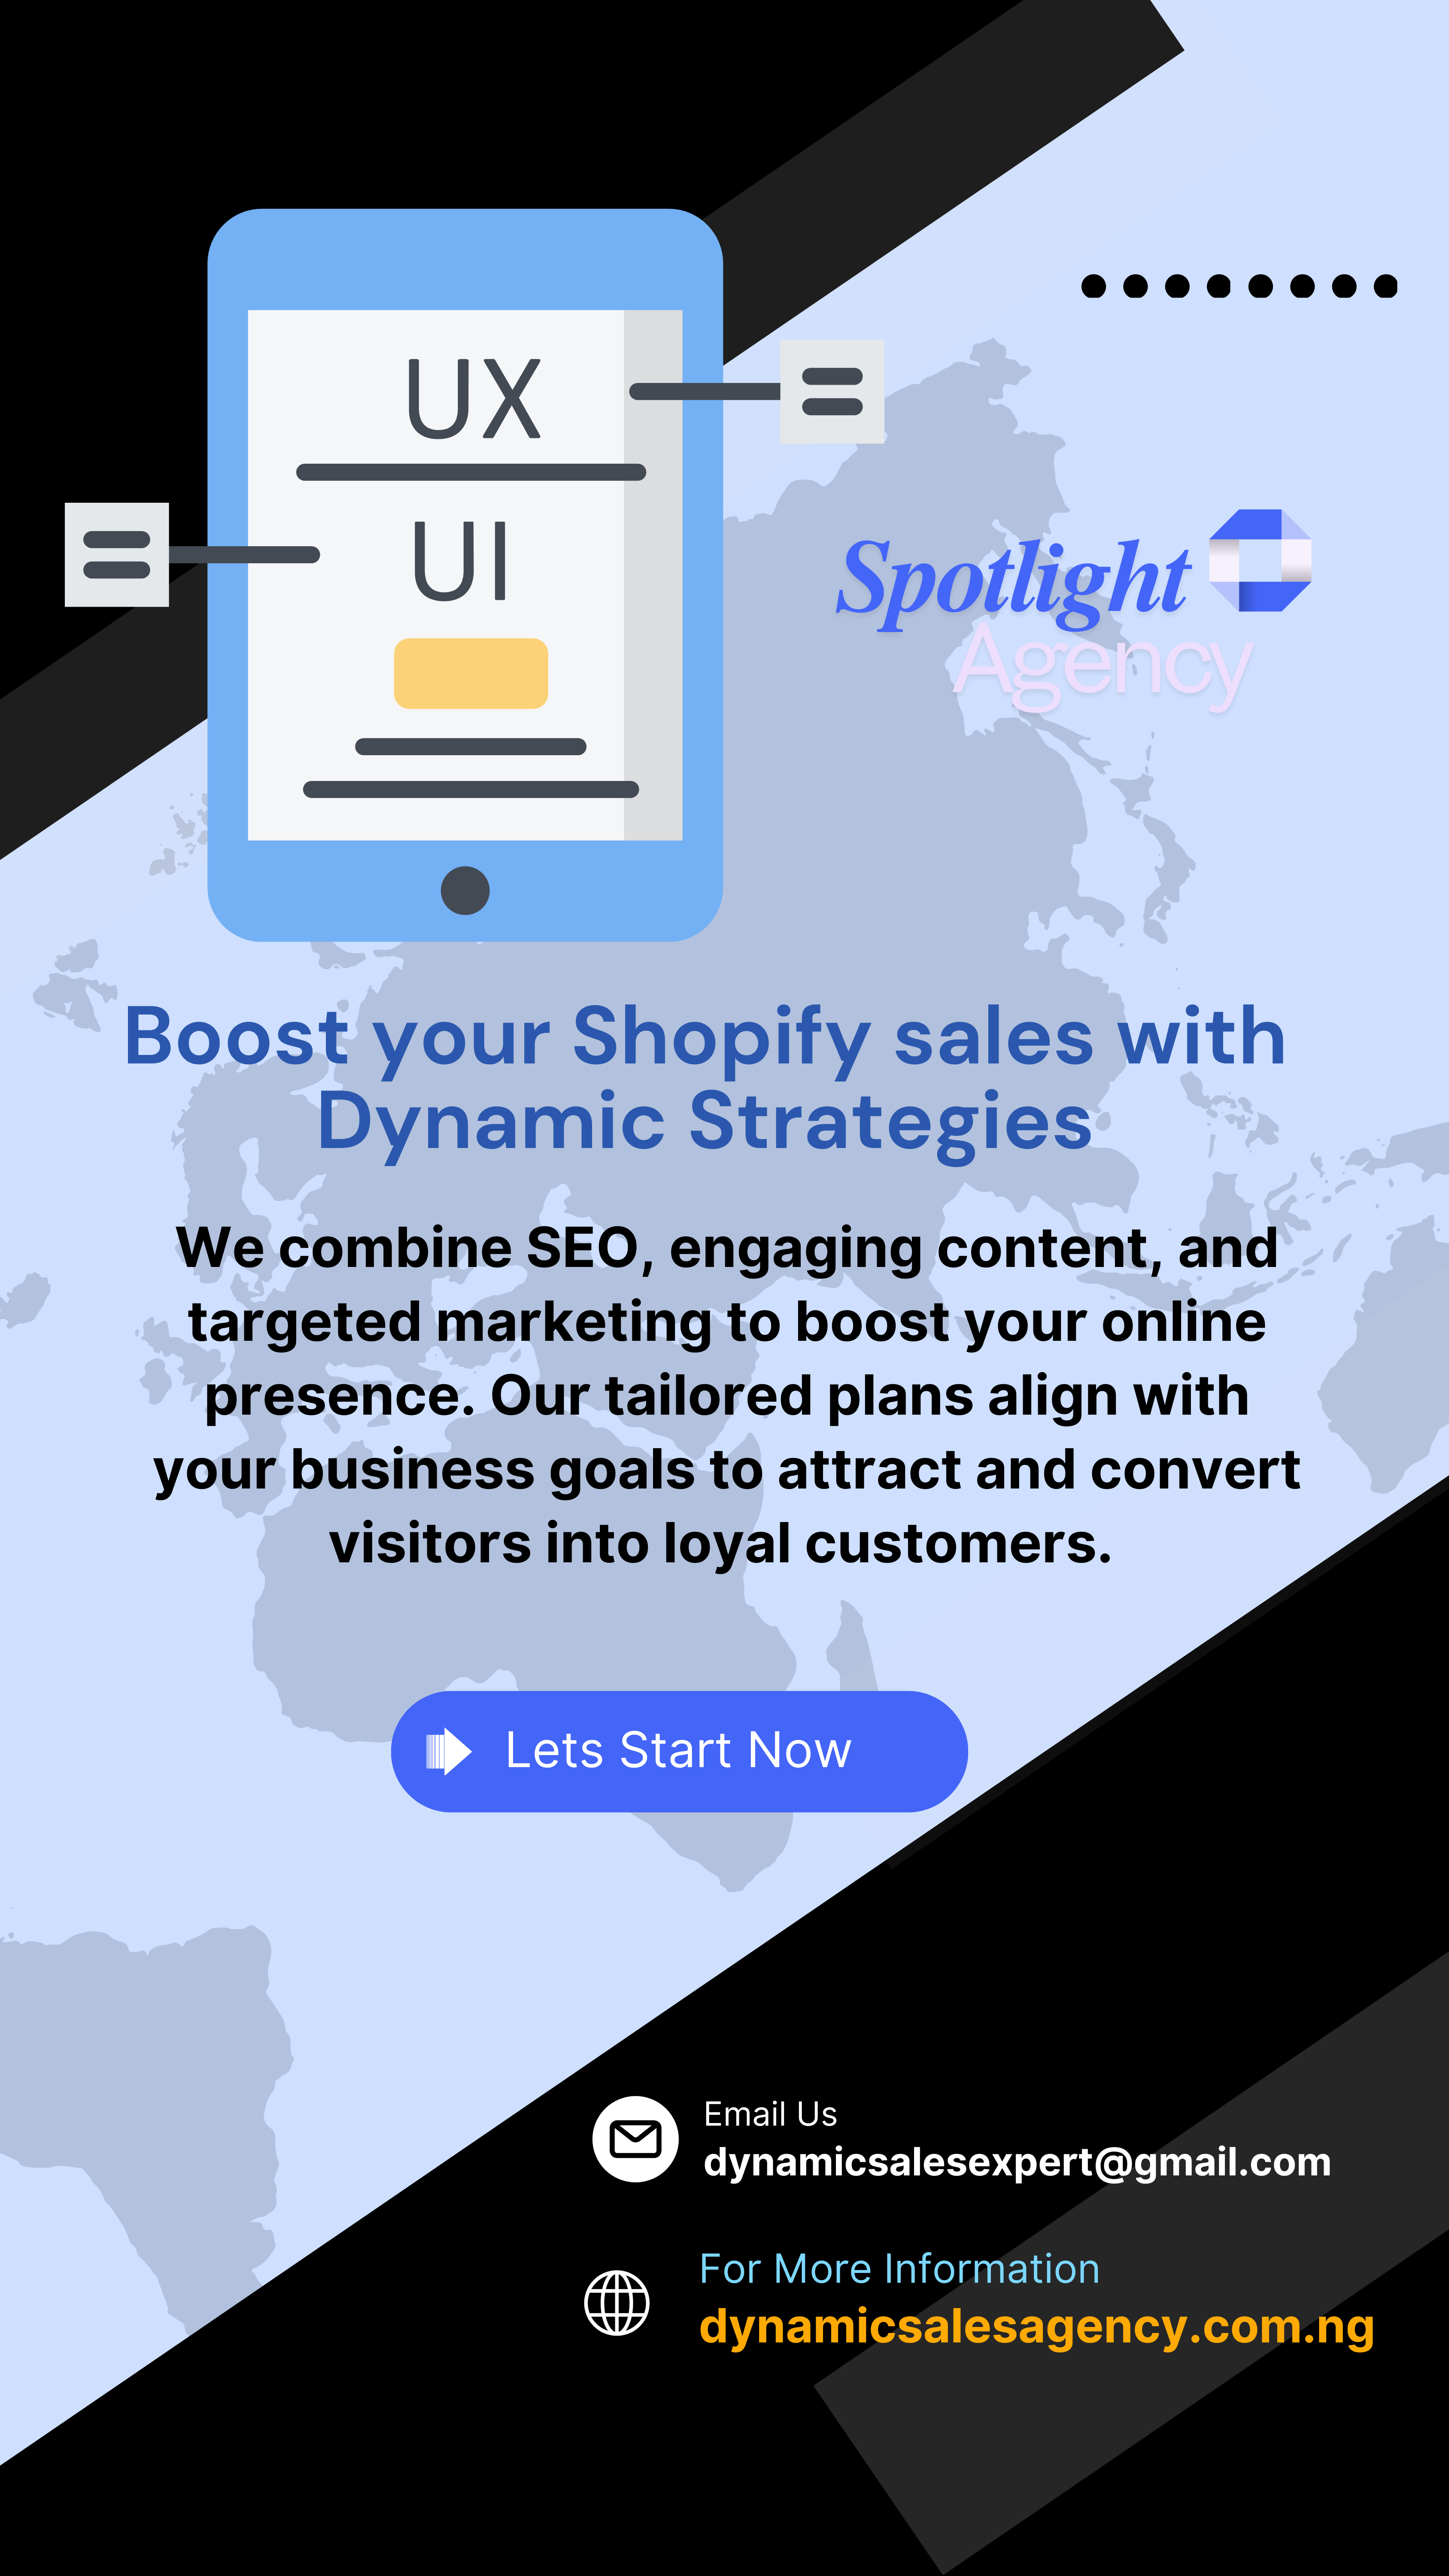 UX
UI
Spotlight
Agency
Boost your Shopify sales with
Dynamic Strategies
We combine SEO, engaging content, and
targeted marketing to boost your online
presence. Our tailored plans align with
your business goals to attract and convert
visitors into loyal customers.
Lets Start Now
Email Us
dynamicsalesexpert@gmail.com
For More Information
dynamicsalesagency.com.ng